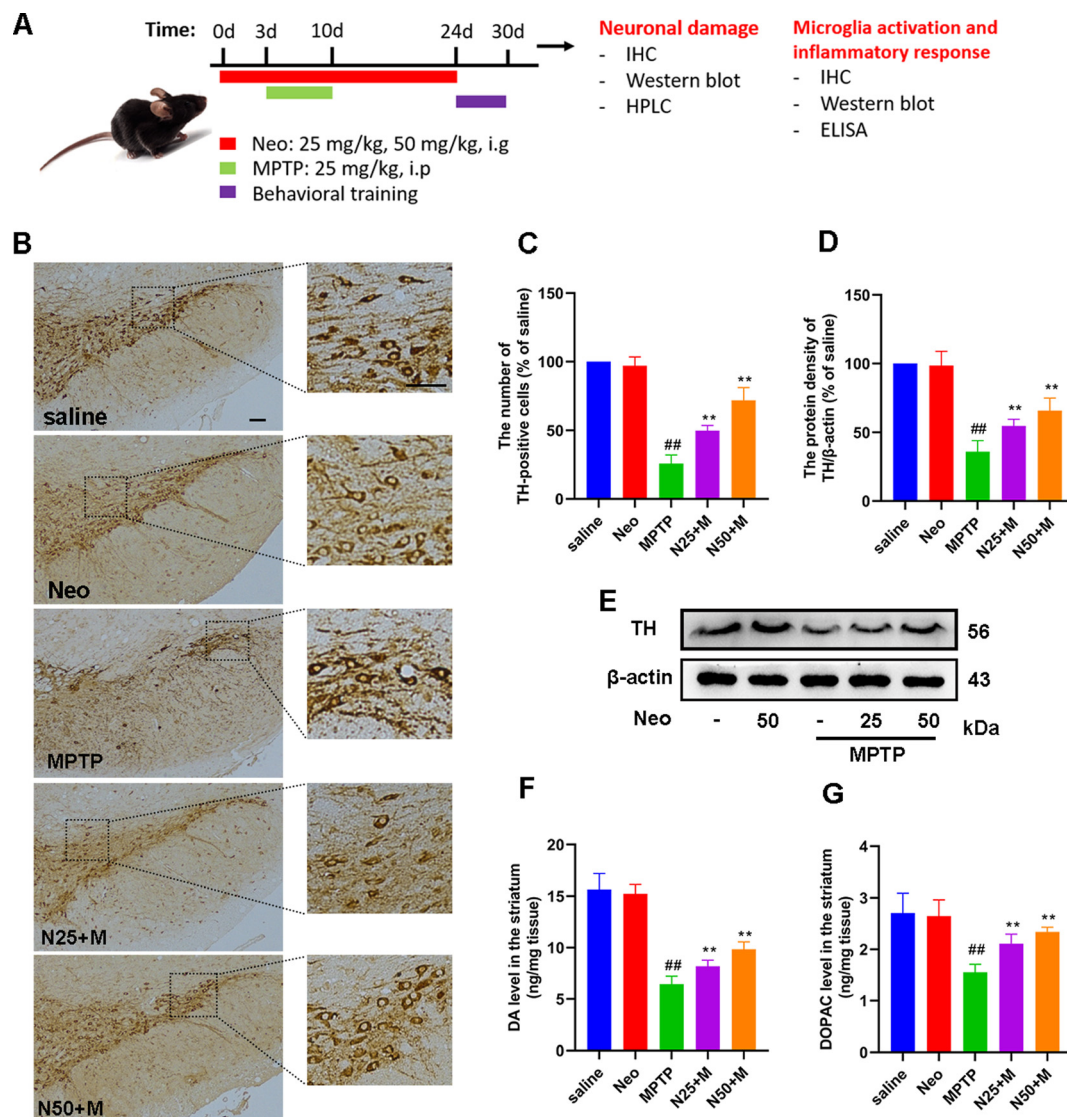 A
Time: 0d 3d 10d 24d 30d
Neo: 25 mg/kg, 50 mg/kg, i.g
MPTP: 25 mg/kg, i.p
Behavioral training
Neuronal damage
- IHC
- Western blot
- HPLC
Microglia activation and
inflammatory response
- IHC
- Western blot
- ELISA
B
saline
Neo
MPTP
N25+M
N50+M
C
The number of
TH-positive cells (% of saline)
150
100
50
0
##
**
**
saline Neo MPTP N25+M N50+M
D
The protein density of
TH/β-actin (% of saline)
150
100
50
0
##
**
**
saline Neo MPTP N25+M N50+M
E
TH 56
β-actin 43
Neo - 50 - 25 50 kDa
MPTP
F
DA level in the striatum
(ng/mg tissue)
20
15
10
5
0
##
**
**
saline Neo MPTP N25+M N50+M
G
DOPAC level in the striatum
(ng/mg tissue)
4
3
2
1
0
##
**
**
saline Neo MPTP N25+M N50+M